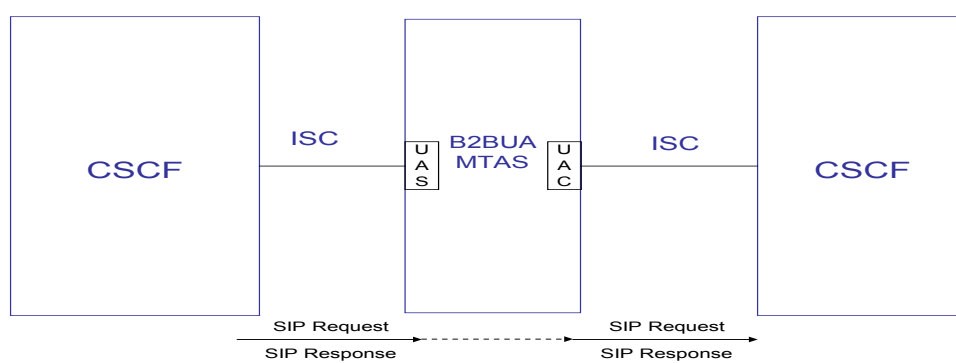 ISC
B2BUA
MTAS
ISC
CSCF
UAS
UAC
CSCF
SIP Request
SIP Request
SIP Response
SIP Response